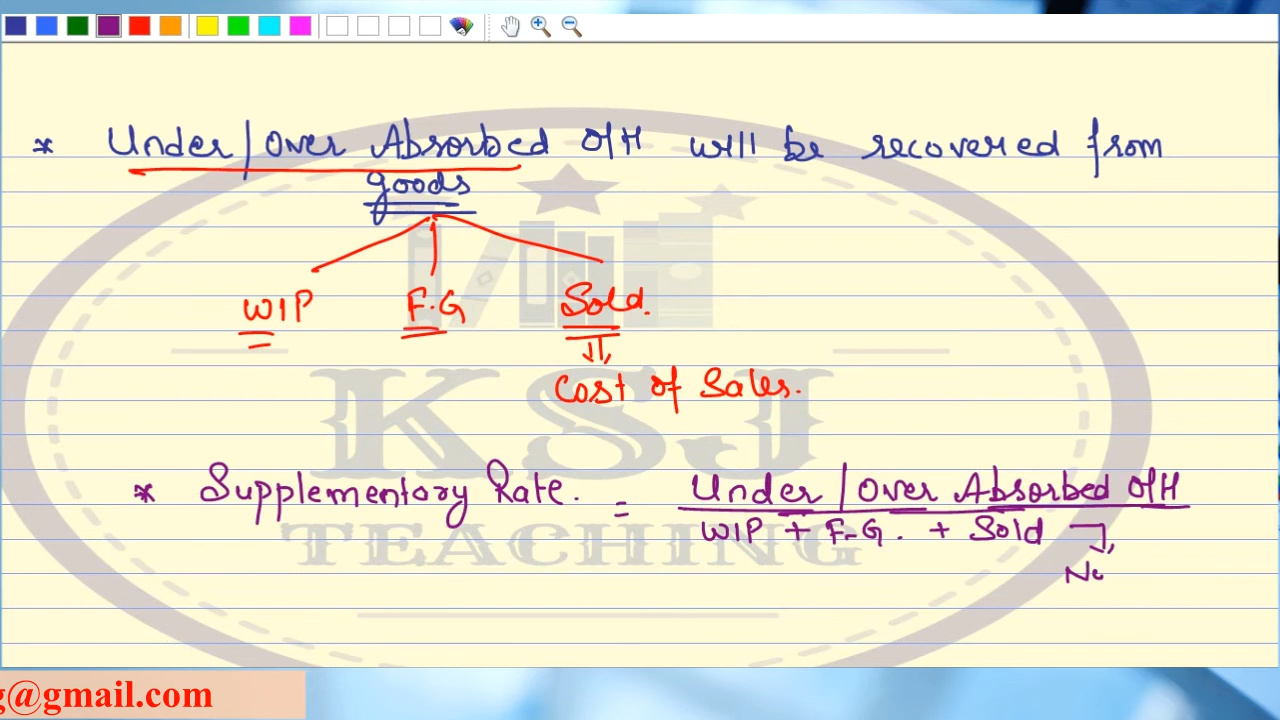 * Under/Over Absorbed O/H will be recovered from
goods
WIP F.G Sold.
Cost of Sales.
* Supplementary Rate. = Under/Over Absorbed O/H
WIP + F.G. + Sold
KSJ
TEACHING
g@gmail.com